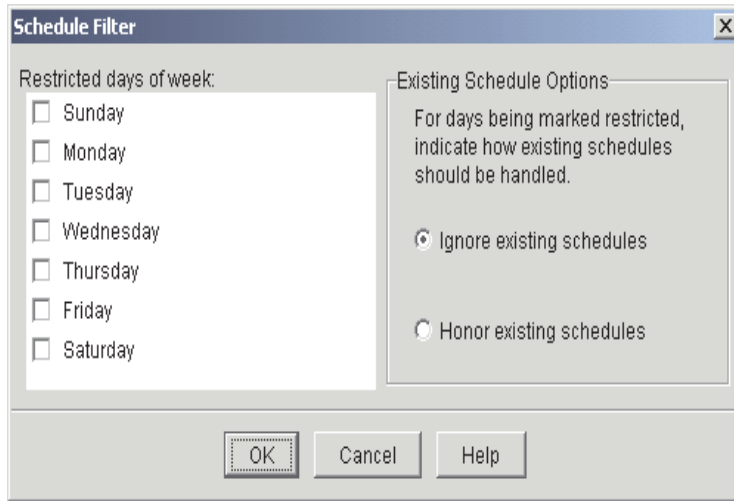 Schedule Filter
Restricted days of week:
Sunday
Monday
Tuesday
Wednesday
Thursday
Friday
Saturday
Existing Schedule Options
For days being marked restricted,
indicate how existing schedules
should be handled.
Ignore existing schedules
Honor existing schedules
OK
Cancel
Help